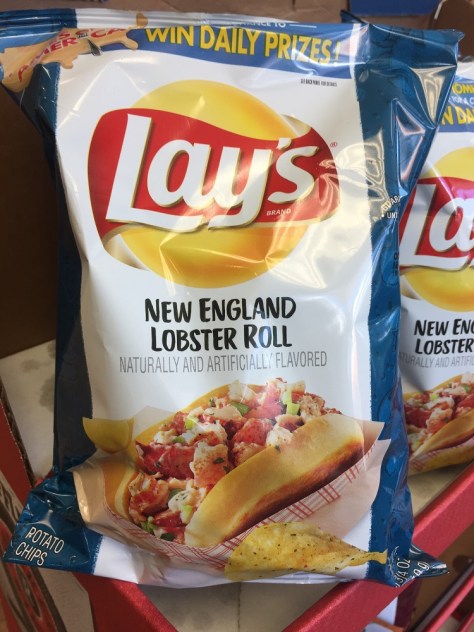 WIN DAILY PRIZES!
Lay's
BRAND
NEW ENGLAND
LOBSTER ROLL
NATURALLY AND ARTIFICIALLY FLAVORED
POTATO
CHIPS
NEW ENG
LOBSTER